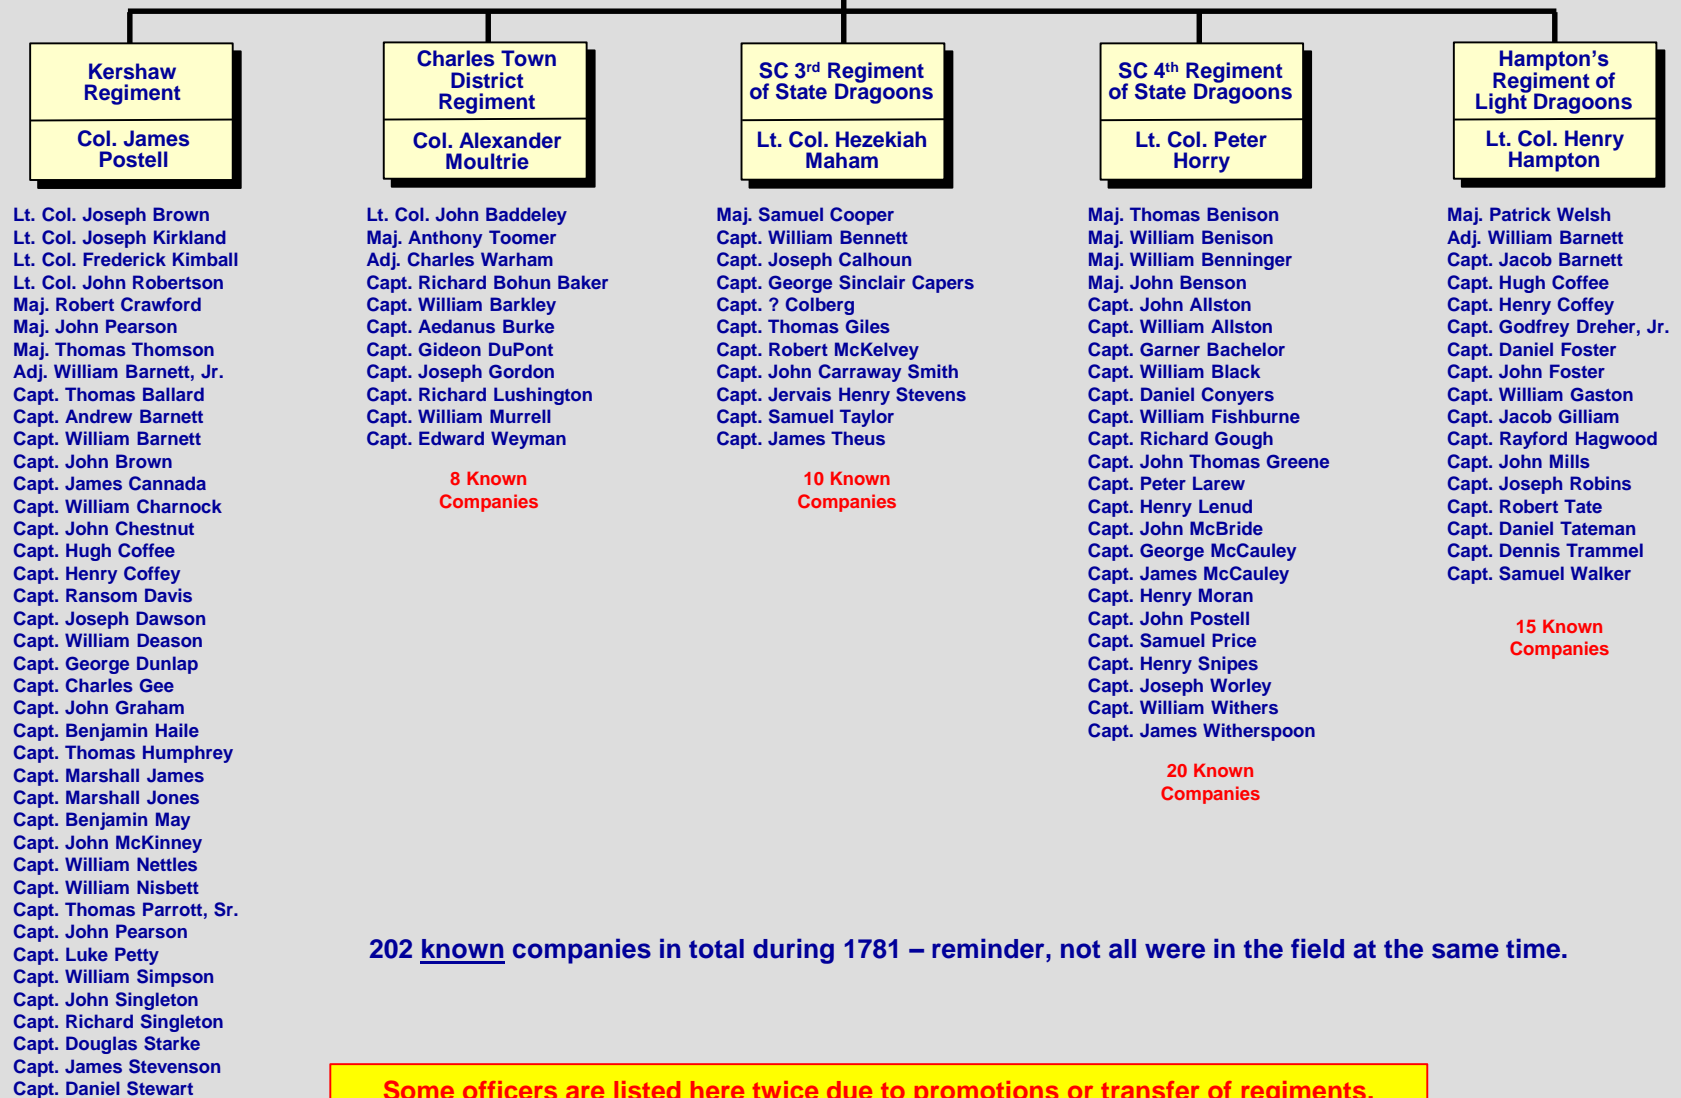 Kershaw
Regiment
Col. James
Postell
Lt. Col. Joseph Brown
Lt. Col. Joseph Kirkland
Lt. Col. Frederick Kimball
Lt. Col. John Robertson
Maj. Robert Crawford
Maj. John Pearson
Maj. Thomas Thomson
Adj. William Barnett, Jr.
Capt. Thomas Ballard
Capt. Andrew Barnett
Capt. William Barnett
Capt. John Brown
Capt. James Cannada
Capt. William Charnock
Capt. John Chestnut
Capt. Hugh Coffee
Capt. Henry Coffey
Capt. Ransom Davis
Capt. Joseph Dawson
Capt. William Deason
Capt. George Dunlap
Capt. Charles Gee
Capt. John Graham
Capt. Benjamin Haile
Capt. Thomas Humphrey
Capt. Marshall James
Capt. Marshall Jones
Capt. Benjamin May
Capt. John McKinney
Capt. William Nettles
Capt. William Nisbett
Capt. Thomas Parrott, Sr.
Capt. John Pearson
Capt. Luke Petty
Capt. William Simpson
Capt. John Singleton
Capt. Richard Singleton
Capt. Douglas Starke
Capt. James Stevenson
Capt. Daniel Stewart
Charles Town
District
Regiment
Col. Alexander
Moultrie
Lt. Col. John Baddeley
Maj. Anthony Toomer
Adj. Charles Warham
Capt. Richard Bohun Baker
Capt. William Barkley
Capt. Aedanus Burke
Capt. Gideon DuPont
Capt. Joseph Gordon
Capt. Richard Lushington
Capt. William Murrell
Capt. Edward Weyman
8 Known
Companies
SC 3rd Regiment
of State Dragoons
Lt. Col. Hezekiah
Maham
Maj. Samuel Cooper
Capt. William Bennett
Capt. Joseph Calhoun
Capt. George Sinclair Capers
Capt. ? Colberg
Capt. Thomas Giles
Capt. Robert McKelvey
Capt. John Carraway Smith
Capt. Jervais Henry Stevens
Capt. Samuel Taylor
Capt. James Theus
10 Known
Companies
SC 4th Regiment
of State Dragoons
Lt. Col. Peter
Horry
Maj. Thomas Benison
Maj. William Benison
Maj. William Benninger
Maj. John Benson
Capt. John Allston
Capt. William Allston
Capt. Garner Bachelor
Capt. William Black
Capt. Daniel Conyers
Capt. William Fishburne
Capt. Richard Gough
Capt. John Thomas Greene
Capt. Peter Larew
Capt. Henry Lenud
Capt. John McBride
Capt. George McCauley
Capt. James McCauley
Capt. Henry Moran
Capt. John Postell
Capt. Samuel Price
Capt. Henry Snipes
Capt. Joseph Worley
Capt. William Withers
Capt. James Witherspoon
20 Known
Companies
Hampton's
Regiment of
Light Dragoons
Lt. Col. Henry
Hampton
Maj. Patrick Welsh
Adj. William Barnett
Capt. Jacob Barnett
Capt. Hugh Coffee
Capt. Henry Coffey
Capt. Godfrey Dreher, Jr.
Capt. Daniel Foster
Capt. John Foster
Capt. William Gaston
Capt. Jacob Gilliam
Capt. Rayford Hagwood
Capt. John Mills
Capt. Joseph Robins
Capt. Robert Tate
Capt. Daniel Tateman
Capt. Dennis Trammel
Capt. Samuel Walker
15 Known
Companies
202 known companies in total during 1781 – reminder, not all were in the field at the same time.
Some officers are listed here twice due to promotions or transfer of regiments.